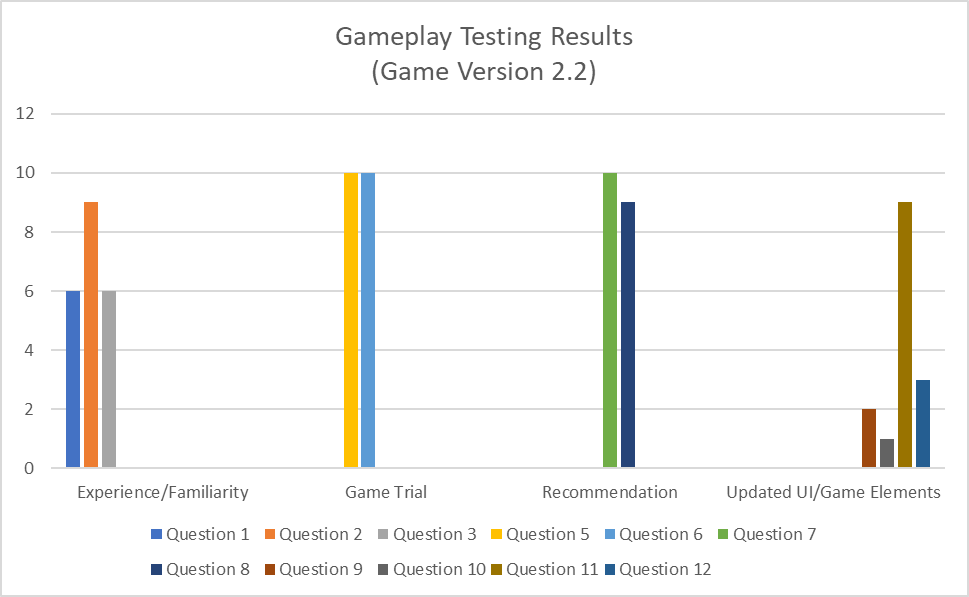 Gameplay Testing Results
(Game Version 2.2)
12
10
8
6
4
2
0
Experience/Familiarity Game Trial Recommendation Updated UI/Game Elements
Question 1 Question 2 Question 3 Question 5 Question 6 Question 7
Question 8 Question 9 Question 10 Question 11 Question 12